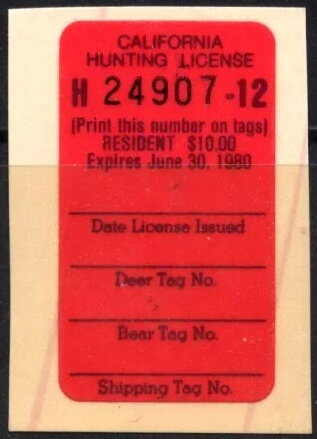 CALIFORNIA
HUNTING LICENSE
H 24907-12
(Print this number on tags)
RESIDENT $10.00
Expires June 30, 1980
Date License Issued
Deer Tag No.
Bear Tag No.
Shipping Tag No.